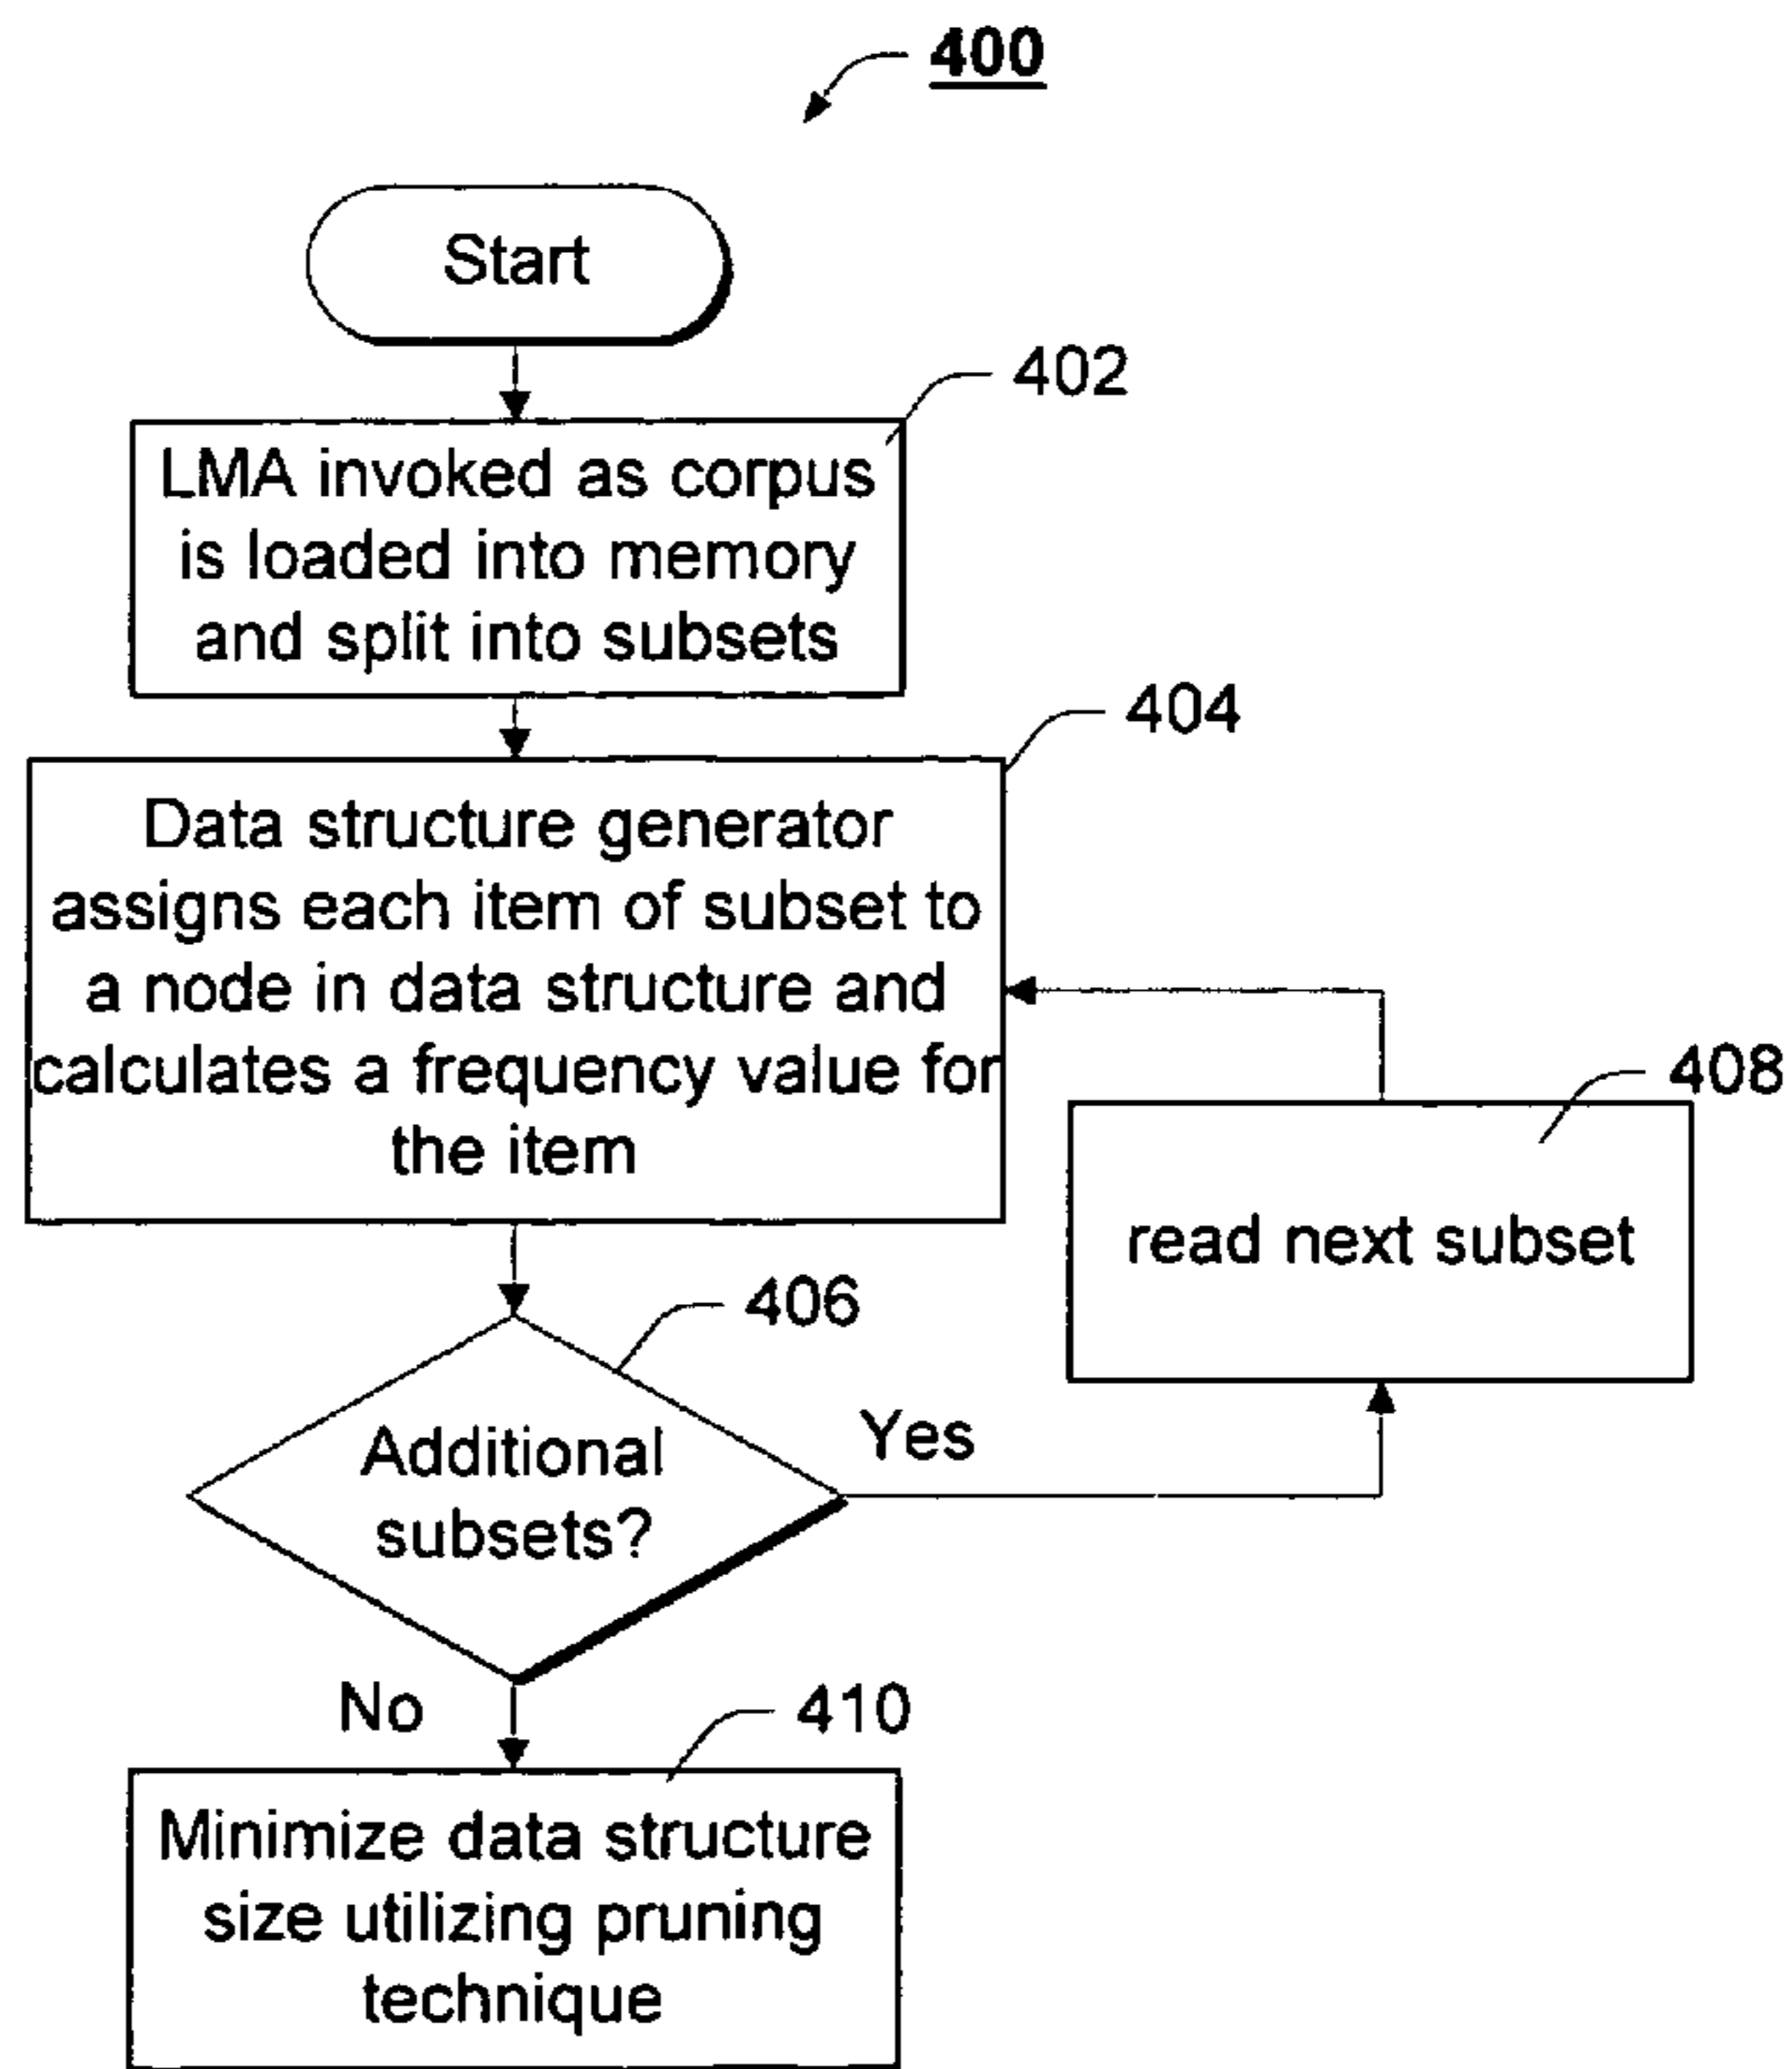 400
Start
402
LMA invoked as corpus
is loaded into memory
and split into subsets
404
Data structure generator
assigns each item of subset to
a node in data structure and
calculates a frequency value for
the item
408
read next subset
406
Additional
subsets?
Yes
No
410
Minimize data structure
size utilizing pruning
technique